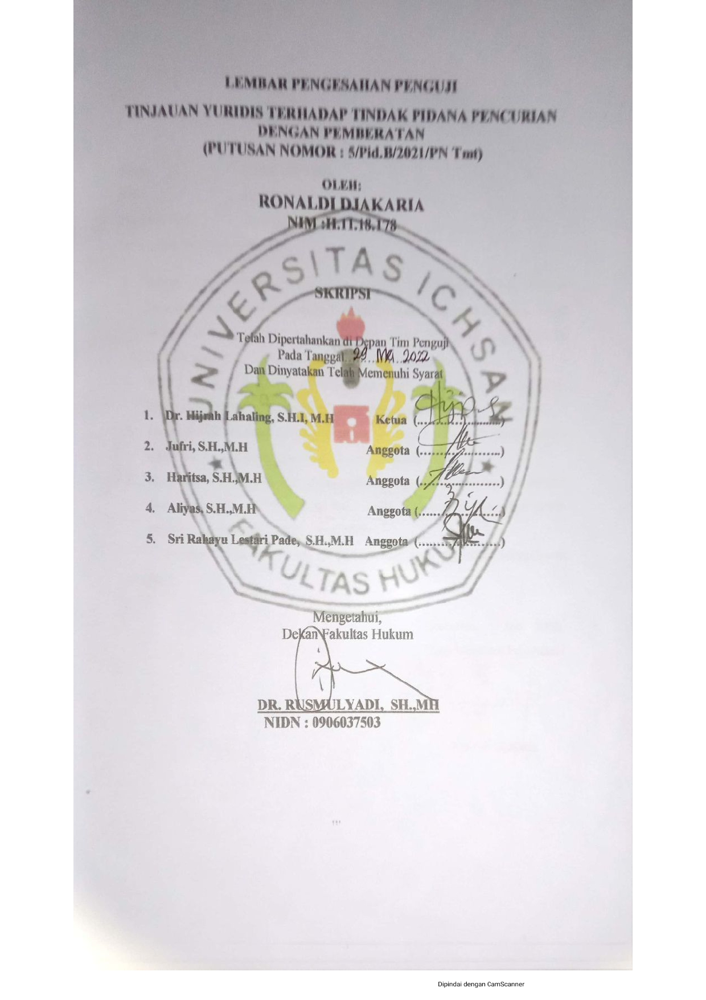 LEMBAR PENGESAHAN PENGUJI
TINJAUAN YURIDIS TERHADAP TINDAK PIDANA PENCURIAN
DENGAN PEMBERATAN
(PUTUSAN NOMOR : 5/Pid.B/2021/PN Tmt)
OLEH:
RONALDI DJAKARIA
NIM :H.11.18.178
UNIVERSITAS ICHSAN
SKRIPSI
Telah Dipertahankan di Depan Tim Penguji
Pada Tanggal 29 Mei 2022
Dan Dinyatakan Telah Memenuhi Syarat
1. Dr. Hijrah Lahaling, S.H.I, M.H Ketua (........................)
2. Jufri, S.H.,M.H Anggota (........................)
3. Haritsa, S.H.,M.H Anggota (........................)
4. Aliyas, S.H.,M.H Anggota (........................)
5. Sri Rahayu Lestari Pade, S.H.,M.H Anggota (........................)
FAKULTAS HUKUM
Mengetahui,
Dekan Fakultas Hukum
DR. RUSMULYADI, SH.,MH
NIDN : 0906037503
Dipindai dengan CamScanner